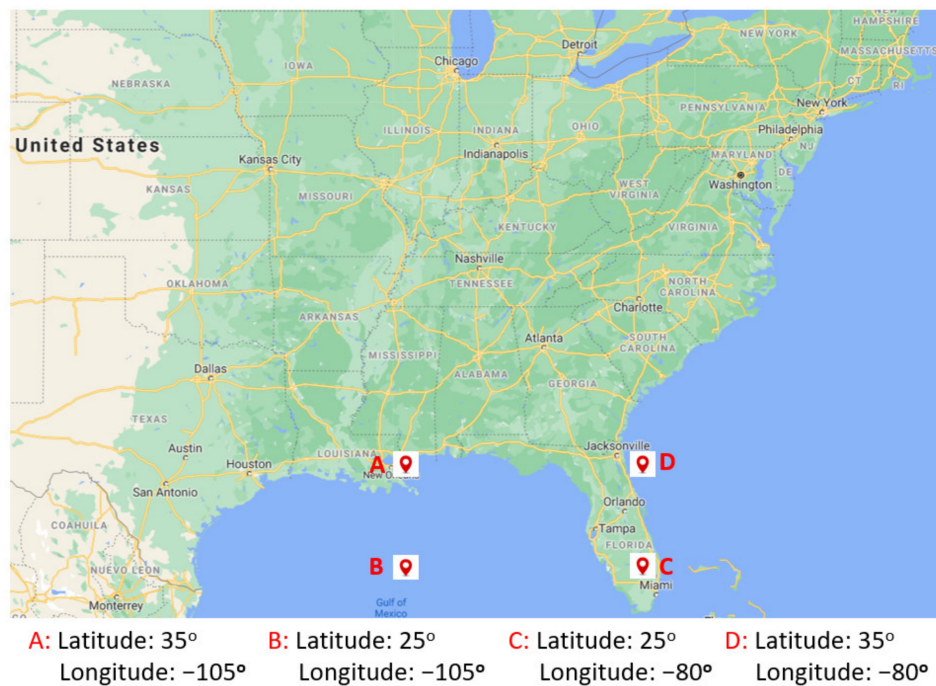 NEW HAMPSHIRE
Detroit
NEW YORK
MASSACHUSETTS
Chicago
IOWA
CT
RI
NEBRASKA
PENNSYLVANIA
New York
ILLINOIS
INDIANA
OHIO
Philadelphia
United States
Indianapolis
MARYLAND
NJ
Kansas City
DE
WEST VIRGINIA
Washington
KANSAS
MISSOURI
KENTUCKY
VIRGINIA
Nashville
TENNESSEE
OKLAHOMA
NORTH CAROLINA
Charlotte
ARKANSAS
Atlanta
SOUTH CAROLINA
MISSISSIPPI
Dallas
ALABAMA
GEORGIA
TEXAS
Jacksonville
Austin
LOUISIANA
A
D
Houston
New Orleans
San Antonio
Orlando
COAHUILA
Tampa
FLORIDA
NUEVO LEON
B
C
Miami
Monterrey
Gulf of
Mexico
A: Latitude: 35° B: Latitude: 25° C: Latitude: 25° D: Latitude: 35°
Longitude: −105° Longitude: −105° Longitude: −80° Longitude: −80°